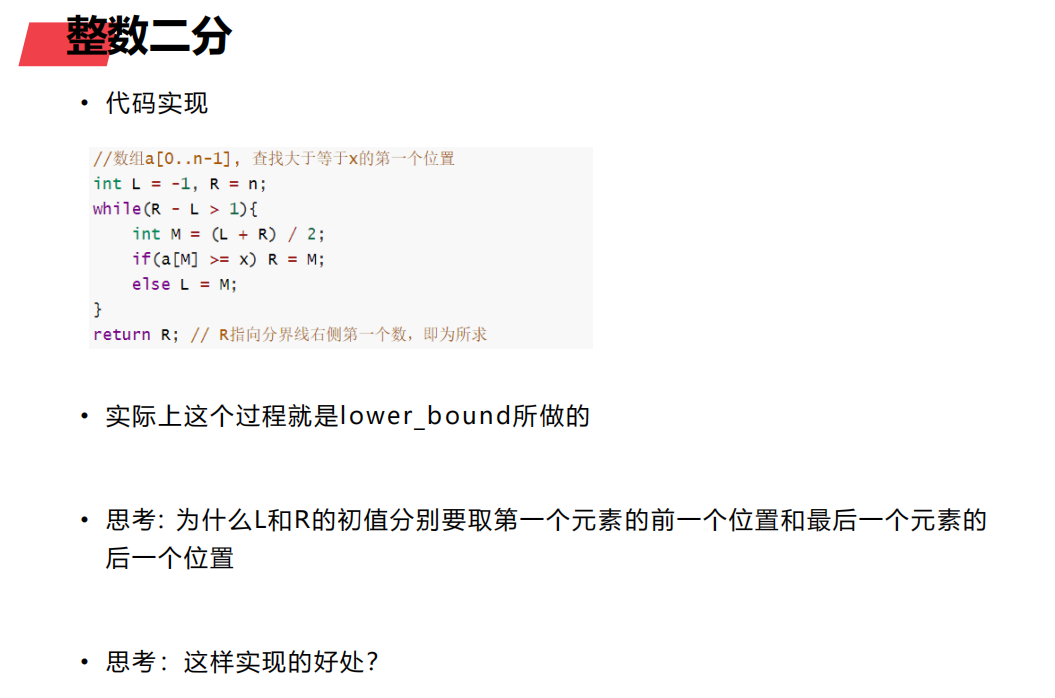 整数二分
• 代码实现
//数组a[0..n-1], 查找大于等于x的第一个位置
int L = -1, R = n;
while(R - L > 1){
    int M = (L + R) / 2;
    if(a[M] >= x) R = M;
    else L = M;
}
return R; // R指向分界线右侧第一个数，即为所求
• 实际上这个过程就是lower_bound所做的
• 思考: 为什么L和R的初值分别要取第一个元素的前一个位置和最后一个元素的
后一个位置
• 思考：这样实现的好处?